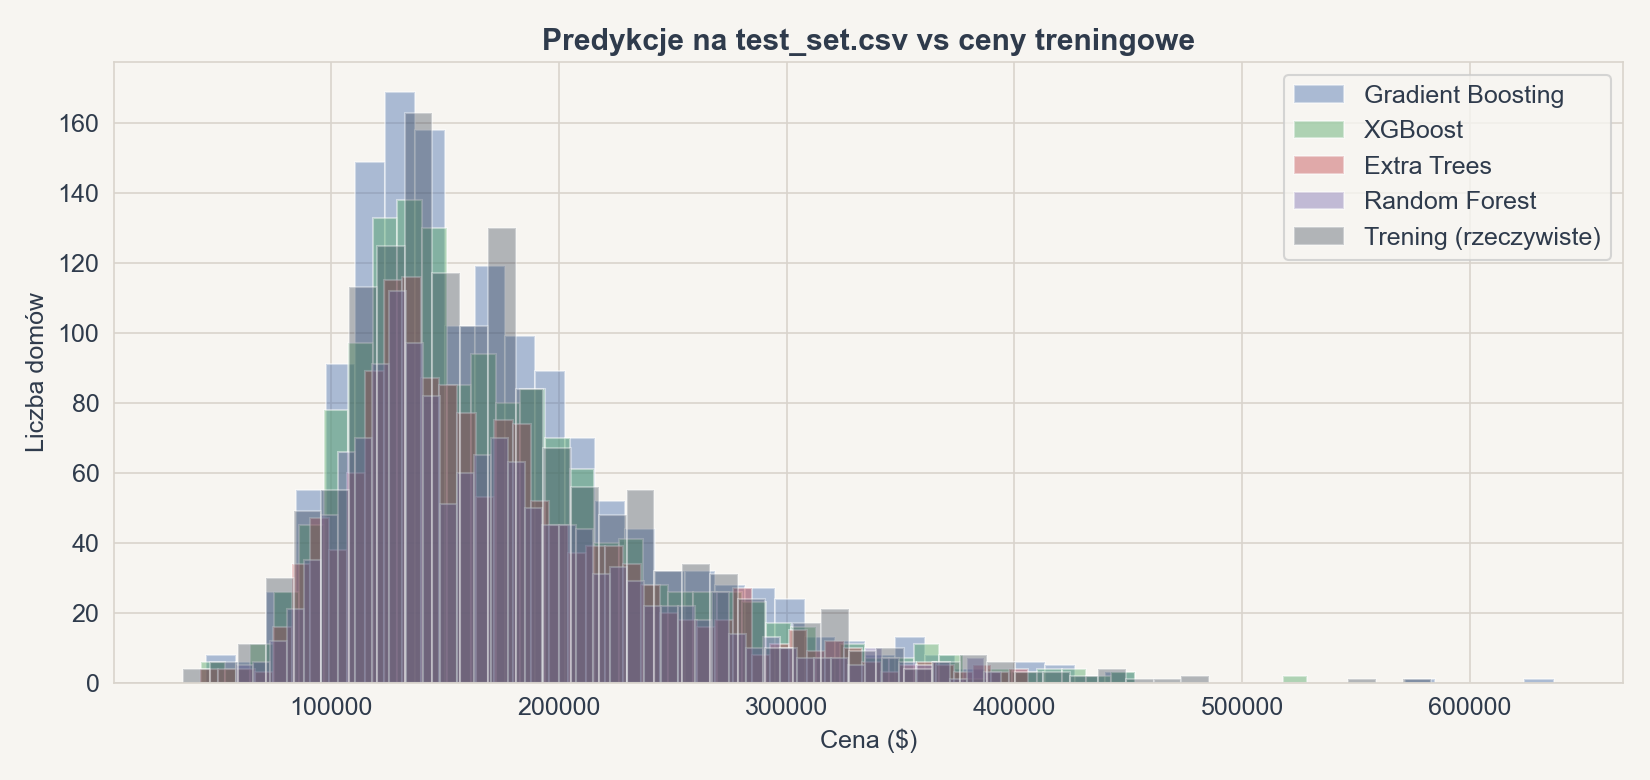 Predykcje na test_set.csv vs ceny treningowe
Gradient Boosting
XGBoost
Extra Trees
Random Forest
Trening (rzeczywiste)
Liczba domów
160
140
120
100
80
60
40
20
0
100000
200000
300000
400000
500000
600000
Cena ($)